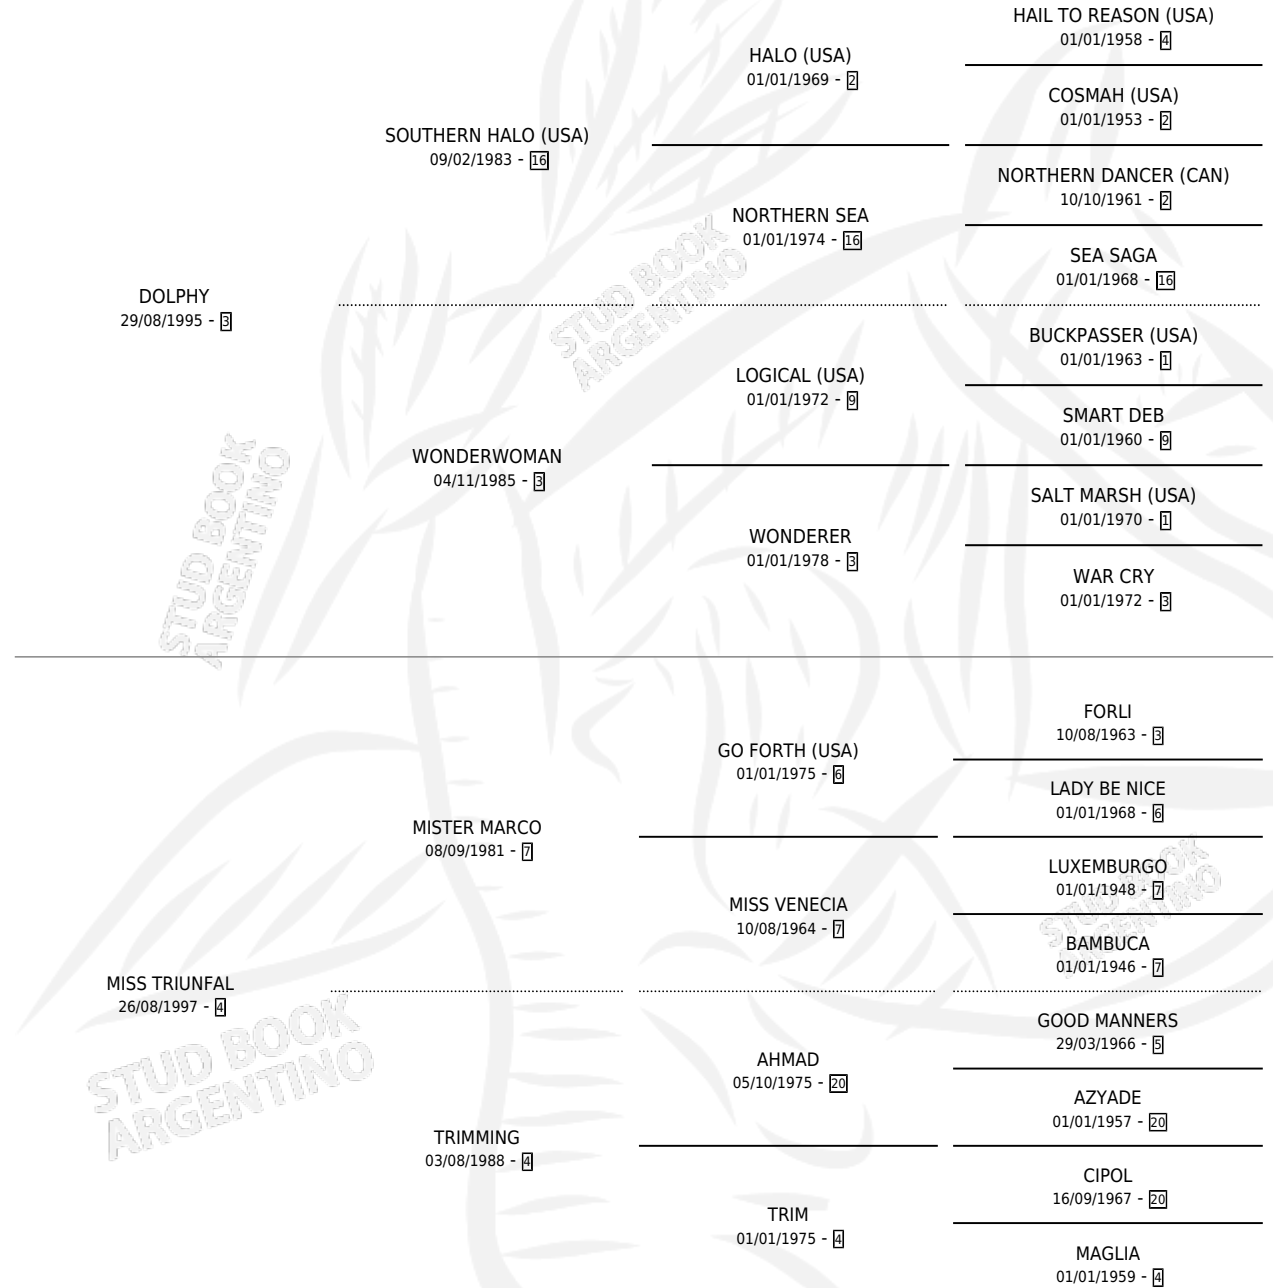 HAIL TO REASON (USA)
01/01/1958 - 4
HALO (USA)
01/01/1969 - 2
COSMAH (USA)
01/01/1953 - 2
SOUTHERN HALO (USA)
09/02/1983 - 16
NORTHERN DANCER (CAN)
10/10/1961 - 2
NORTHERN SEA
01/01/1974 - 16
SEA SAGA
01/01/1968 - 16
DOLPHY
29/08/1995 - 3
STUD BOOK
ARGENTINO
BUCKPASSER (USA)
01/01/1963 - 1
LOGICAL (USA)
01/01/1972 - 9
SMART DEB
01/01/1960 - 9
WONDERWOMAN
04/11/1985 - 3
SALT MARSH (USA)
01/01/1970 - 1
WONDERER
01/01/1978 - 3
WAR CRY
01/01/1972 - 3
STUD BOOK
ARGENTINO
FORLI
10/08/1963 - 3
GO FORTH (USA)
01/01/1975 - 6
LADY BE NICE
01/01/1968 - 6
MISTER MARCO
08/09/1981 - 7
LUXEMBURGO
01/01/1948 - 7
MISS VENECIA
10/08/1964 - 7
BAMBUCA
01/01/1946 - 7
STUD BOOK
ARGENTINO
MISS TRIUNFAL
26/08/1997 - 4
GOOD MANNERS
29/03/1966 - 5
AHMAD
05/10/1975 - 20
AZYADE
01/01/1957 - 20
STUD BOOK
ARGENTINO
TRIMMING
03/08/1988 - 4
CIPOL
16/09/1967 - 20
TRIM
01/01/1975 - 4
MAGLIA
01/01/1959 - 4